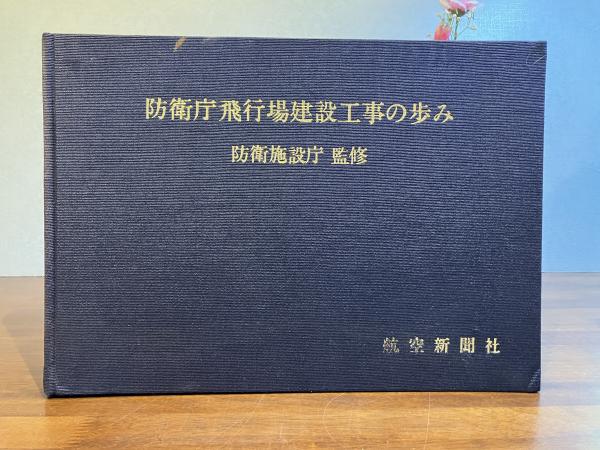 防衛庁飛行場建設工事の歩み
防衛施設庁 監修
航空新聞社